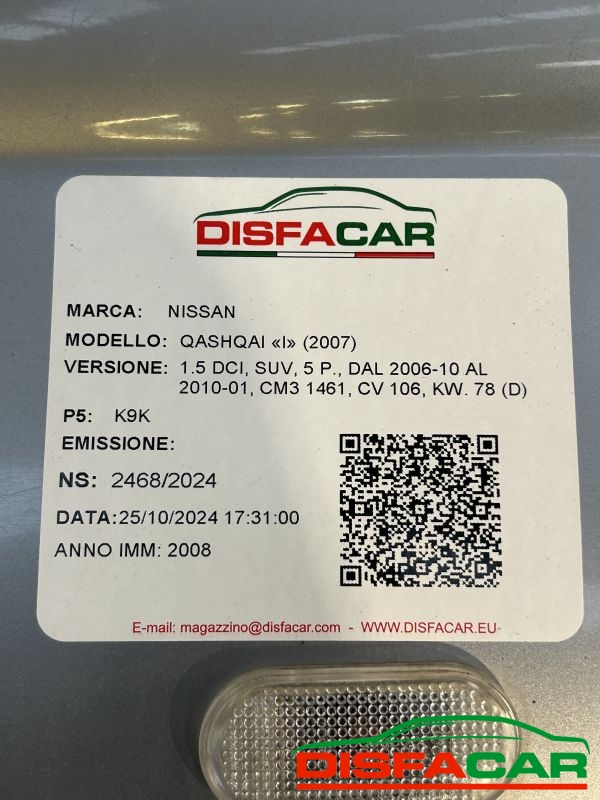 DISFACAR
MARCA: NISSAN
MODELLO: QASHQAI «I» (2007)
VERSIONE: 1.5 DCI, SUV, 5 P., DAL 2006-10 AL
2010-01, CM3 1461, CV 106, KW. 78 (D)
P5: K9K
EMISSIONE:
NS: 2468/2024
DATA:25/10/2024 17:31:00
ANNO IMM: 2008
E-mail: magazzino@disfacar.com - WWW.DISFACAR.EU
DISFACAR